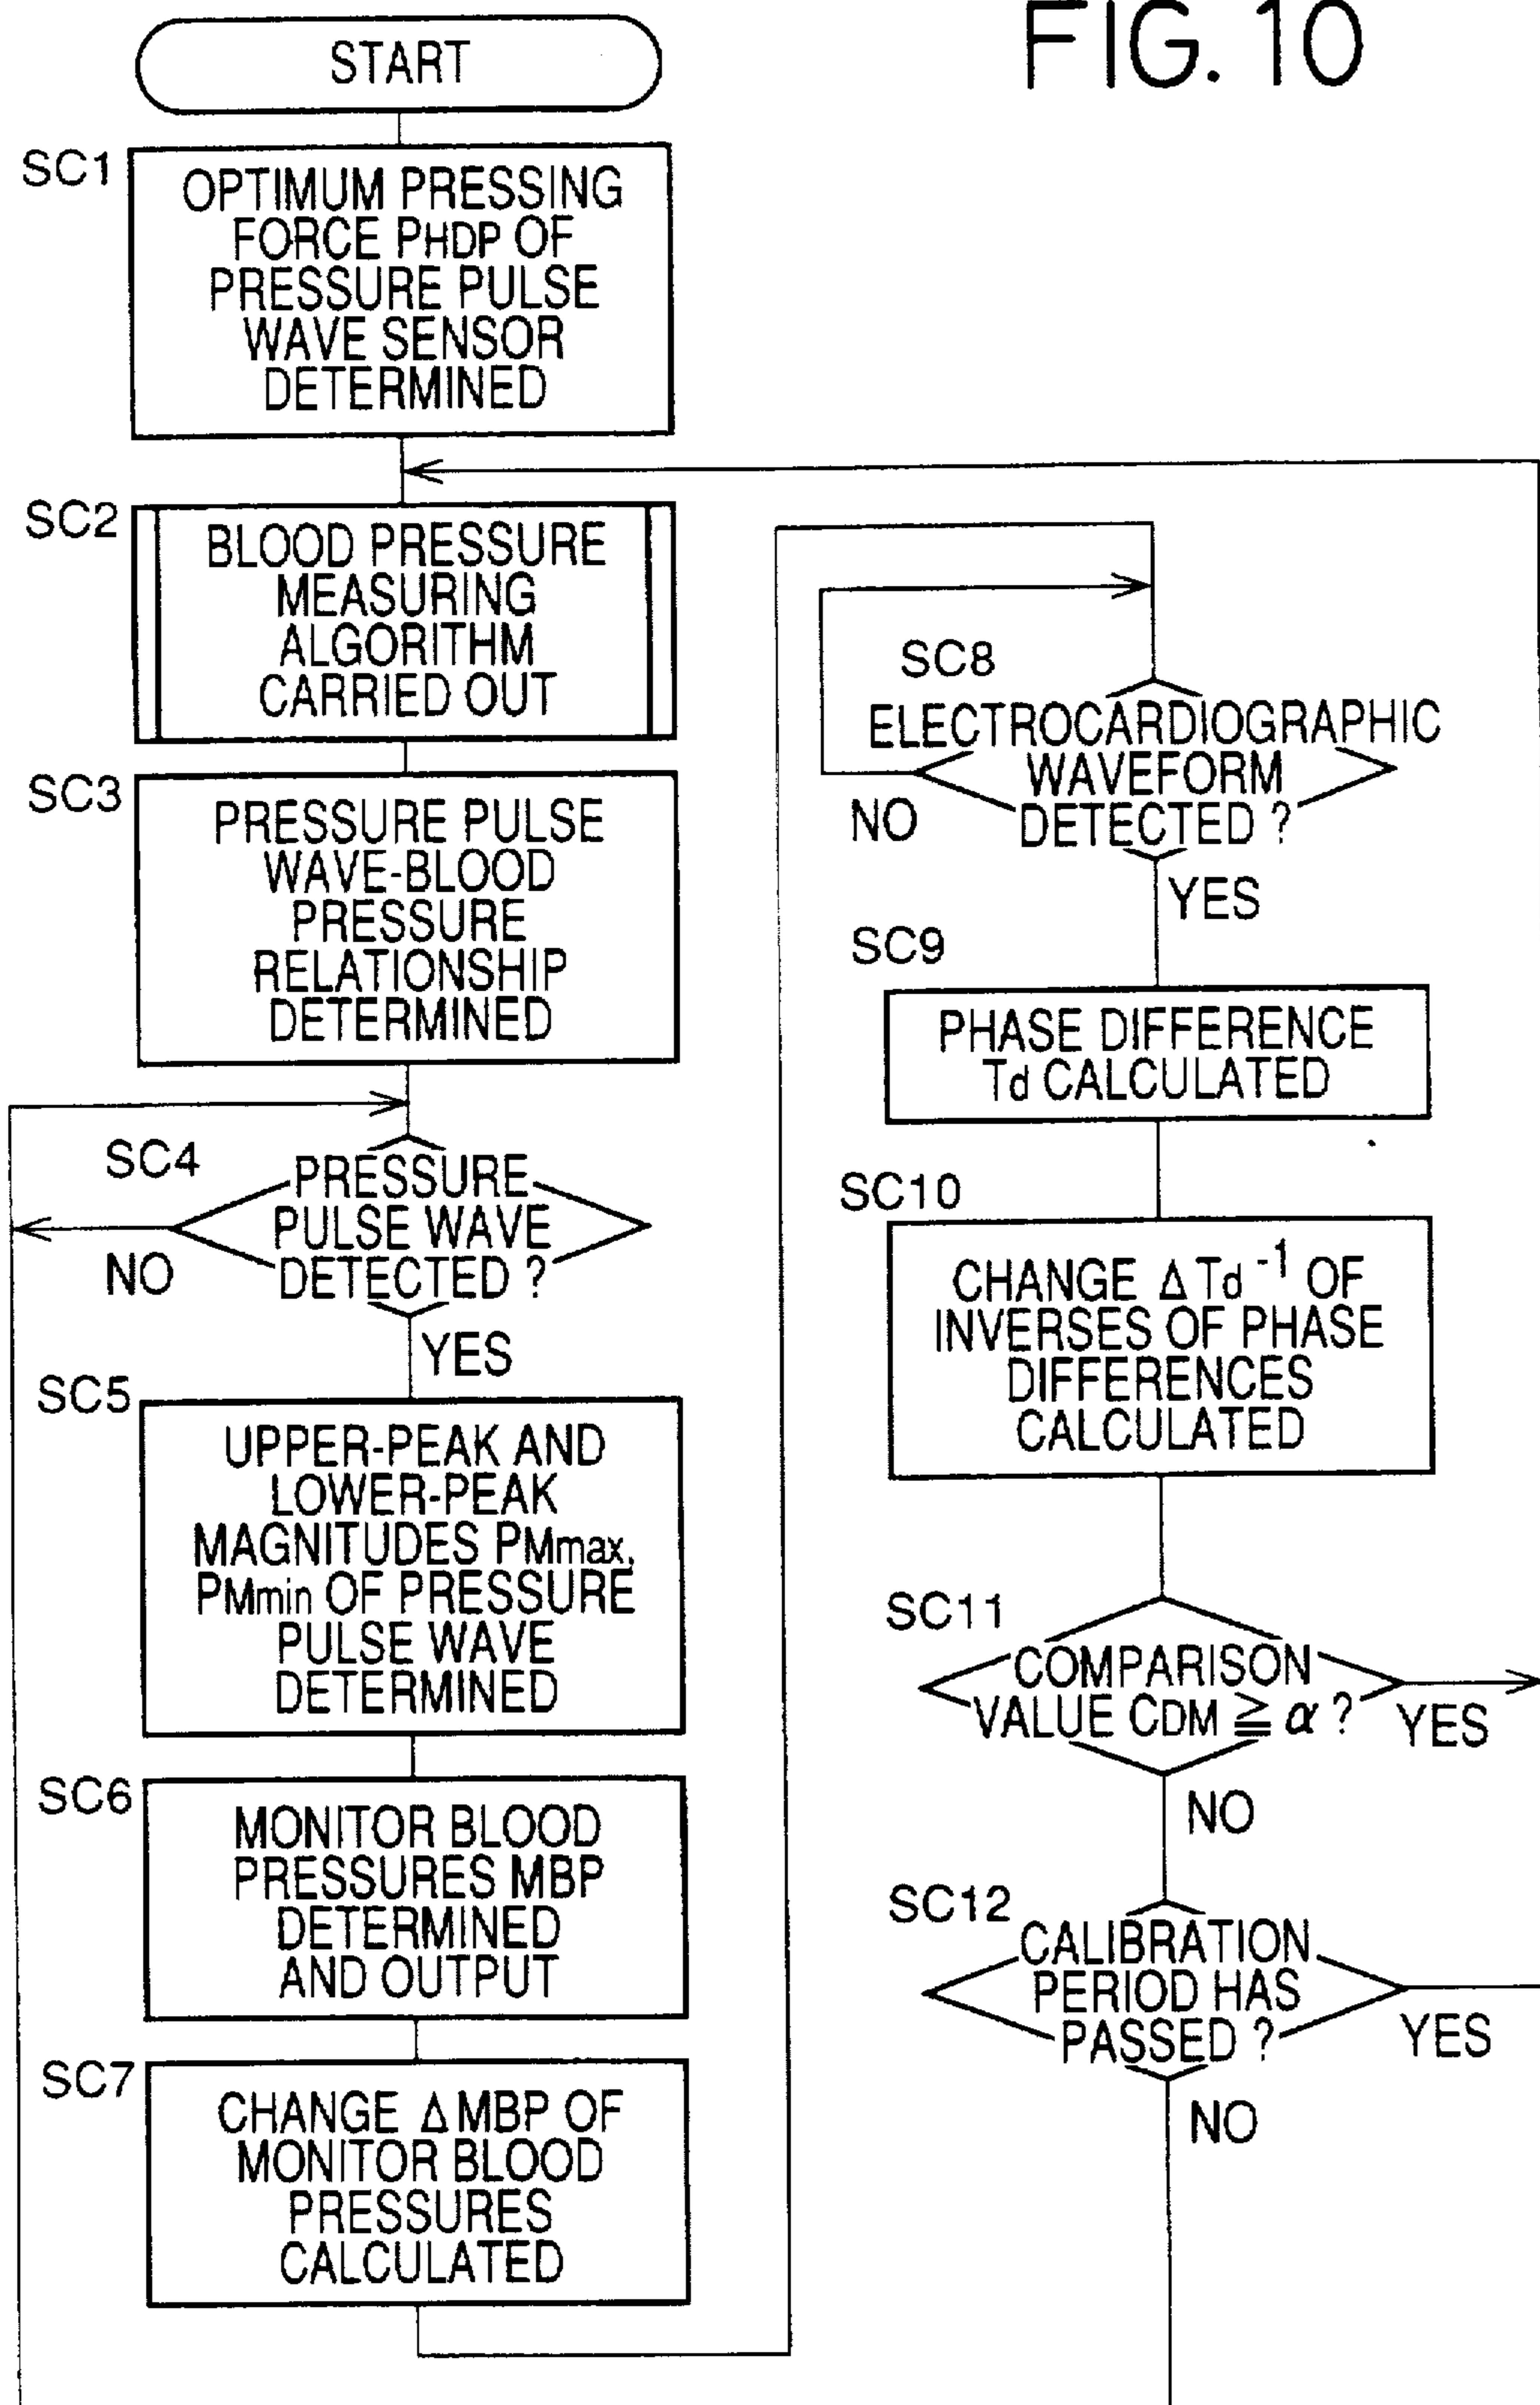 FIG. 10
START
SC1
OPTIMUM PRESSING
FORCE PHDP OF
PRESSURE PULSE
WAVE SENSOR
DETERMINED
SC2
BLOOD PRESSURE
MEASURING
ALGORITHM
CARRIED OUT
SC3
PRESSURE PULSE
WAVE-BLOOD
PRESSURE
RELATIONSHIP
DETERMINED
SC4
PRESSURE
PULSE WAVE
DETECTED ?
NO
YES
SC5
UPPER-PEAK AND
LOWER-PEAK
MAGNITUDES PMmax,
PMmin OF PRESSURE
PULSE WAVE
DETERMINED
SC6
MONITOR BLOOD
PRESSURES MBP
DETERMINED
AND OUTPUT
SC7
CHANGE Δ MBP OF
MONITOR BLOOD
PRESSURES
CALCULATED
SC8
ELECTROCARDIOGRAPHIC
WAVEFORM
DETECTED ?
NO
YES
SC9
PHASE DIFFERENCE
Td CALCULATED
SC10
CHANGE Δ Td⁻¹ OF
INVERSES OF PHASE
DIFFERENCES
CALCULATED
SC11
COMPARISON
VALUE CDM ≧ α ?
YES
NO
SC12
CALIBRATION
PERIOD HAS
PASSED ?
YES
NO